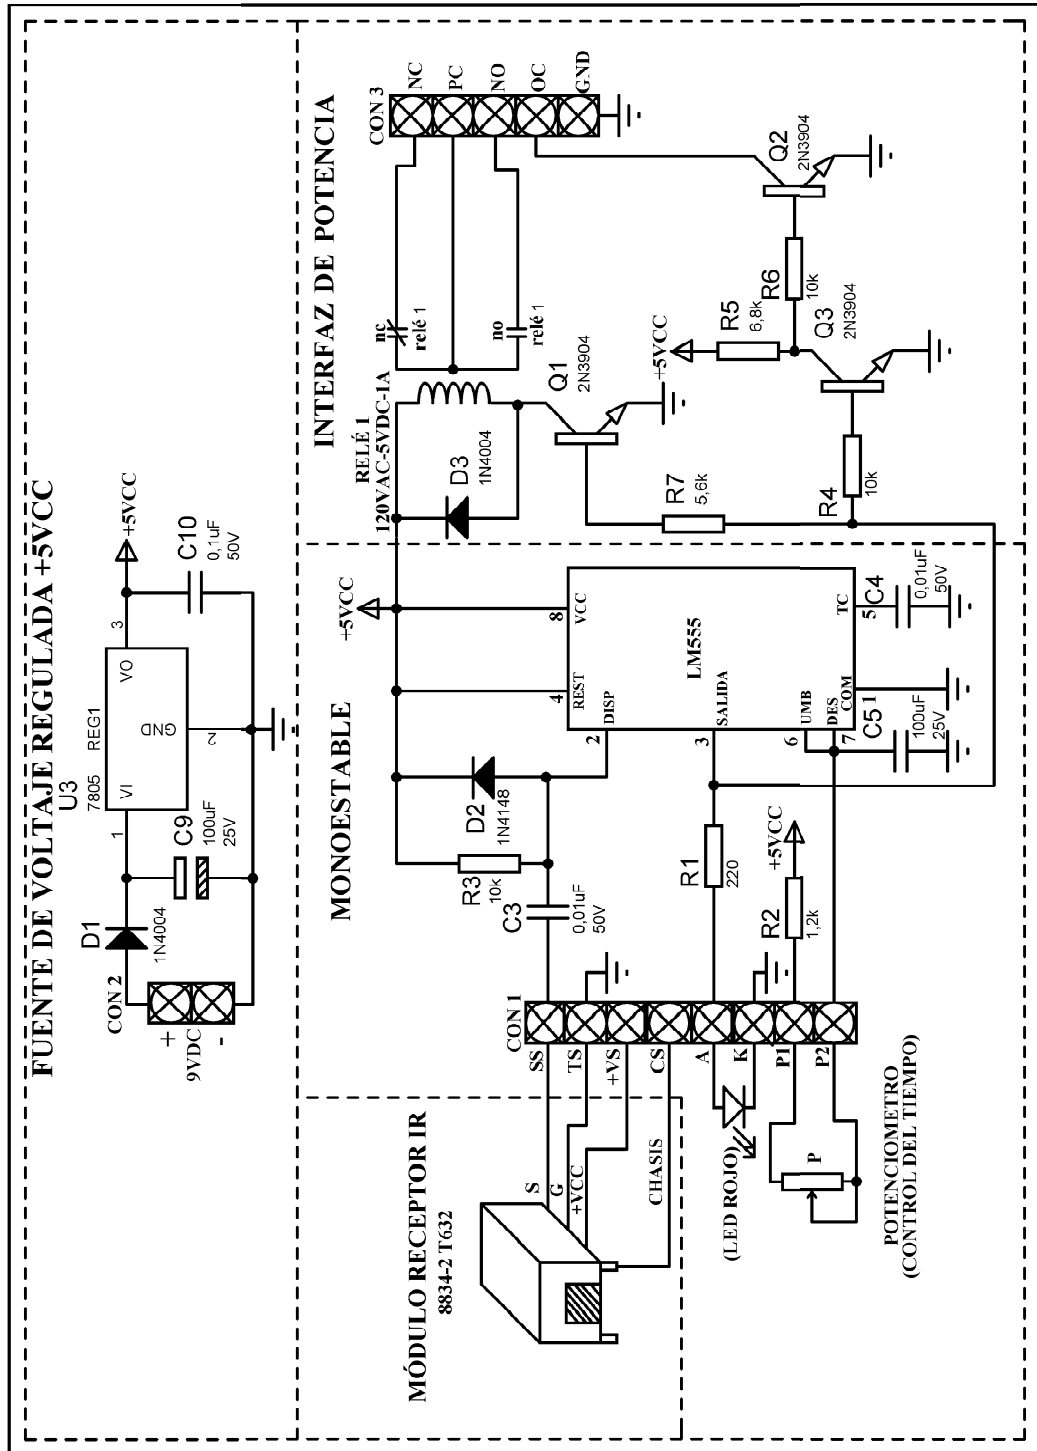 FUENTE DE VOLTAJE REGULADA +5VCC
CON 2
+
9VDC
-
D1
1N4004
C9
100uF
25V
U3
7805
REG1
VI
VO
GND
1
2
3
+5VCC
C10
0,1uF
50V
MÓDULO RECEPTOR IR
8834-2 T632
S
G
+VCC
CHASIS
(LED ROJO)
P
POTENCIOMETRO
(CONTROL DEL TIEMPO)
MONOESTABLE
CON 1
SS
TS
+VS
CS
A
K
P1
P2
C3
0,01uF
50V
R3
10k
D2
1N4148
R1
220
R2
1,2k
+5VCC
+5VCC
LM555
4
REST
8
VCC
2
DISP
3
SALIDA
6
UMB
7
DES
COM
1
5
TC
C5
100uF
25V
C4
0,01uF
50V
INTERFAZ DE POTENCIA
RELÉ 1
120VAC-5VDC-1A
D3
1N4004
nc
relé 1
no
relé 1
CON 3
NC
PC
NO
OC
GND
Q1
2N3904
R7
5,6k
+5VCC
R5
6,8k
R4
10k
R6
10k
Q3
2N3904
Q2
2N3904